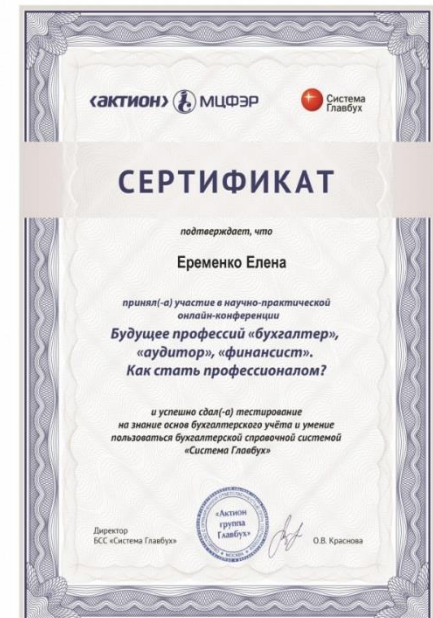 ‹актион› МЦФЭР
Система
Главбух
СЕРТИФИКАТ
подтверждает, что
Еременко Елена
принял(-а) участие в научно-практической
онлайн-конференции
Будущее профессий «бухгалтер»,
«аудитор», «финансист».
Как стать профессионалом?
и успешно сдал(-а) тестирование
на знание основ бухгалтерского учёта и умение
пользоваться бухгалтерской справочной системой
«Система Главбух»
«Актион
группа
Главбух»
МОСКВА
Директор
БСС «Система Главбух»
О.В. Краснова